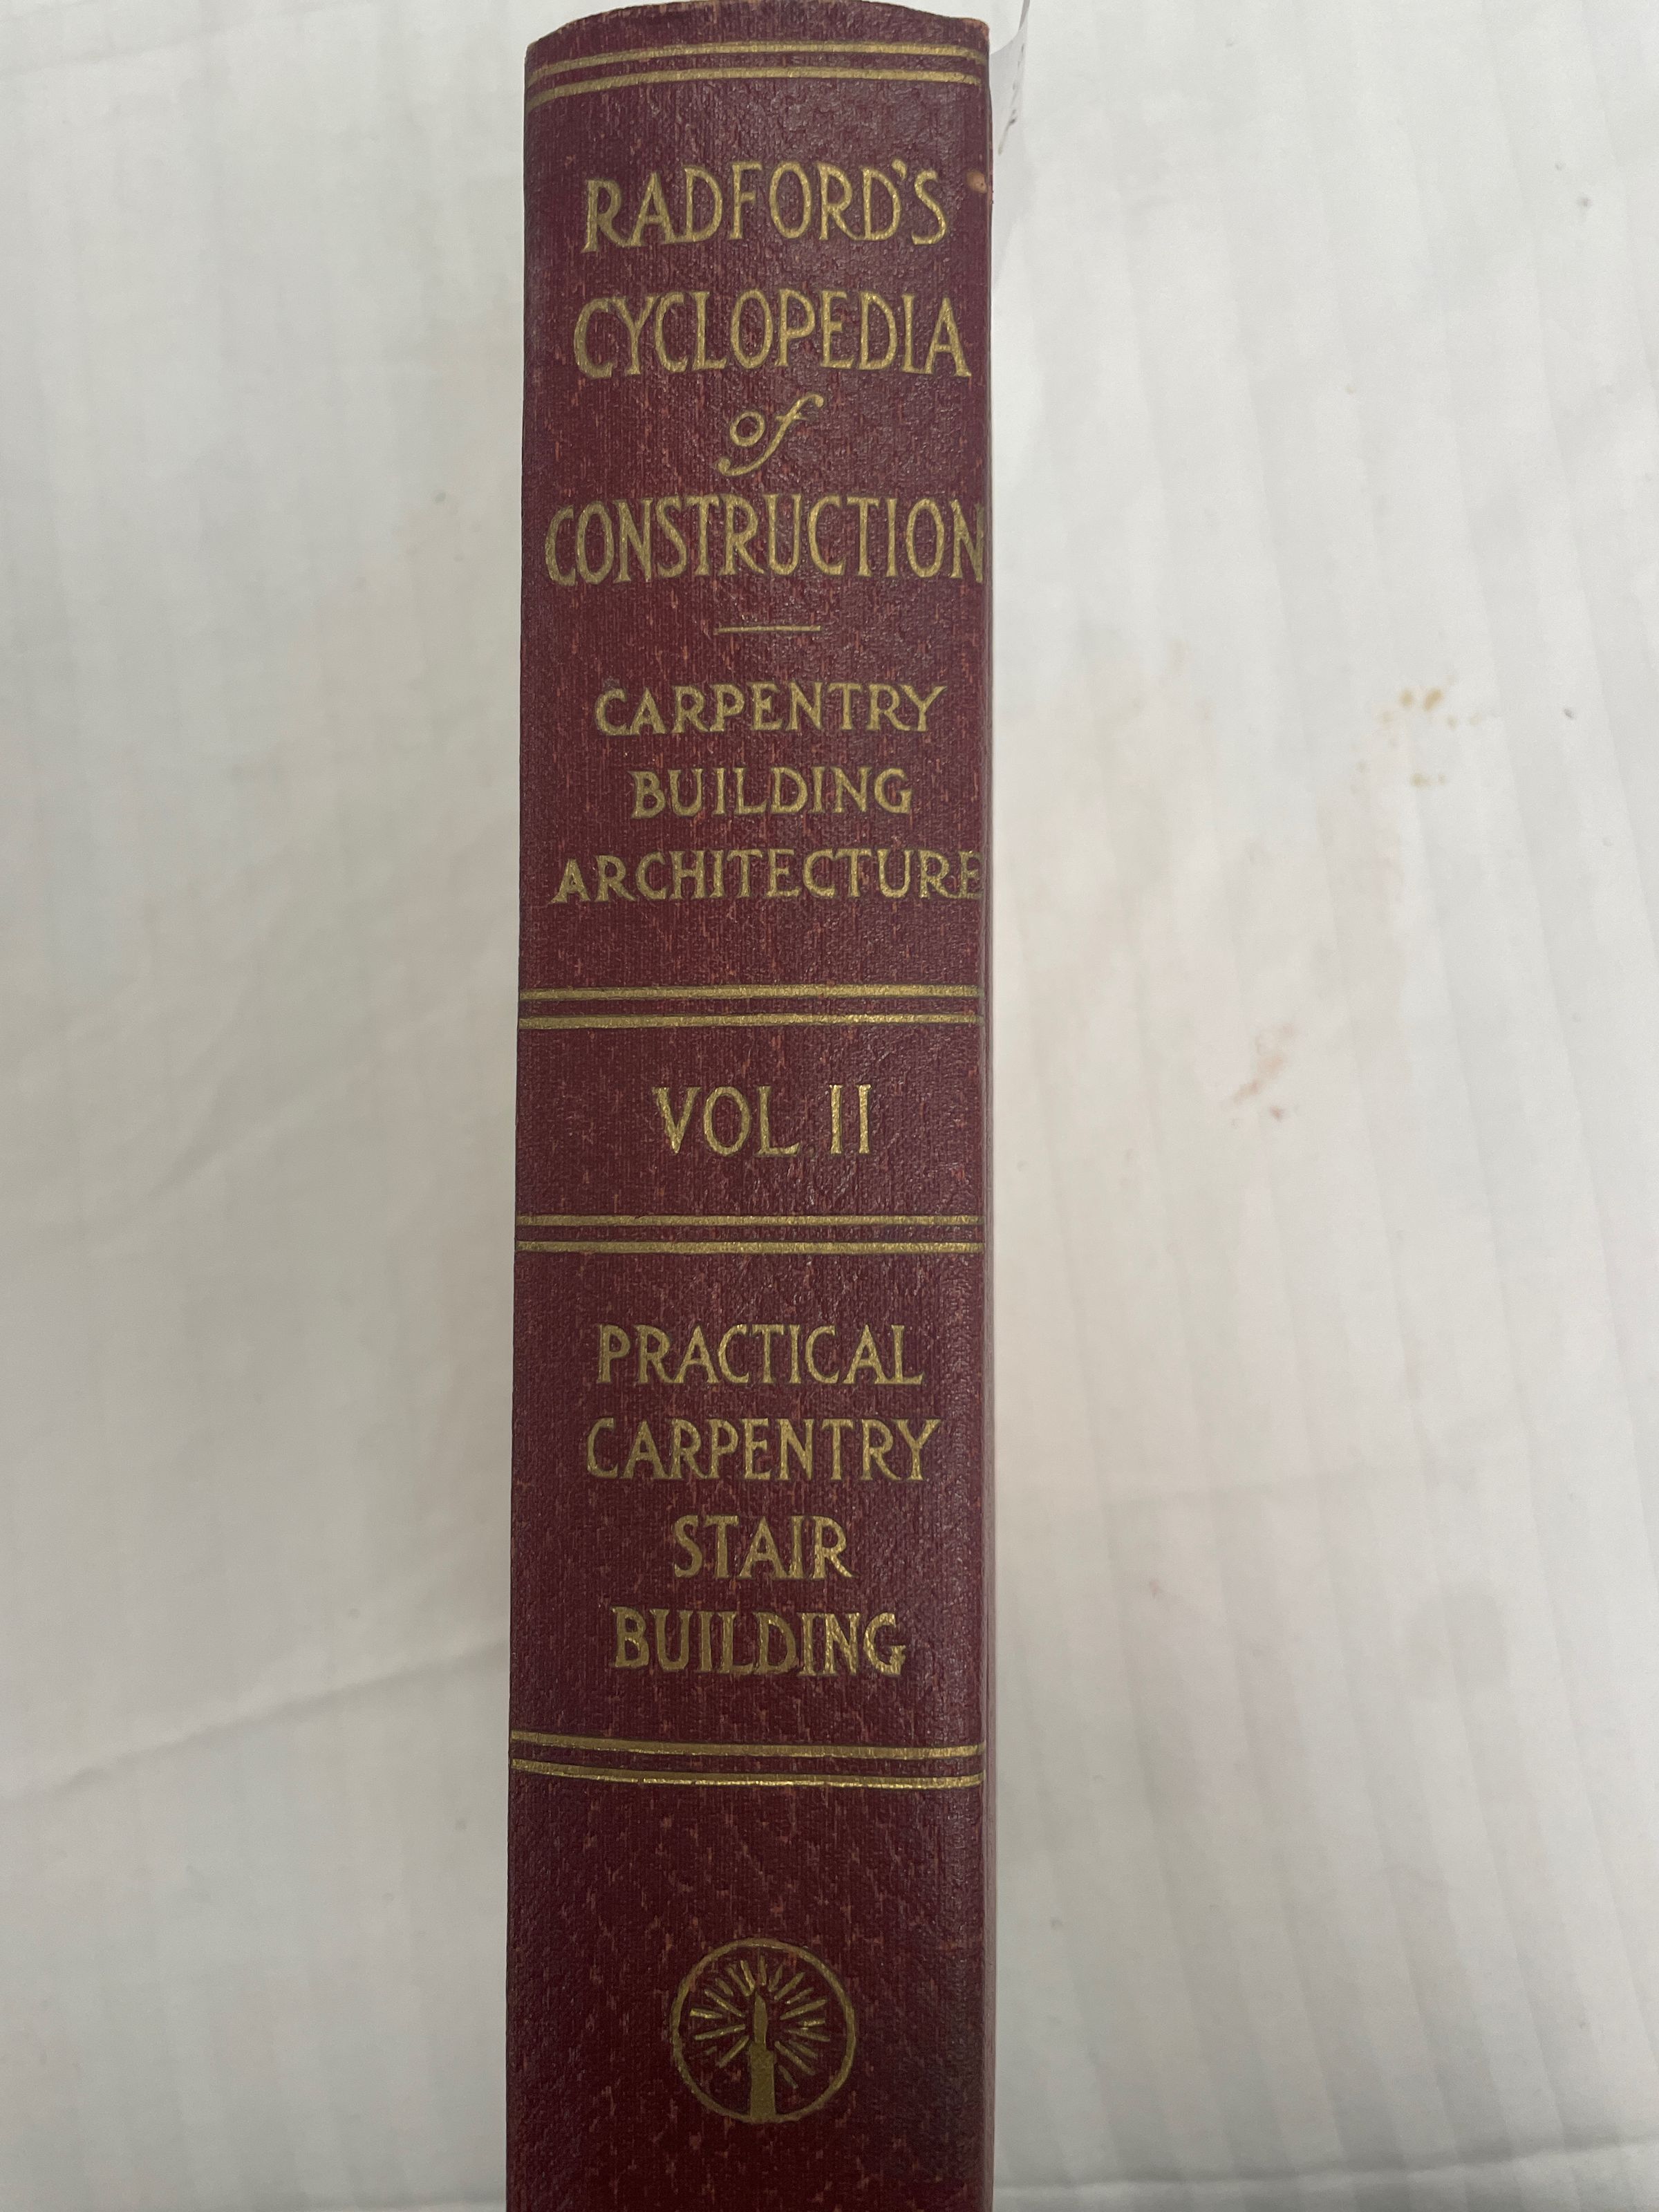 RADFORD'S
CYCLOPEDIA
of
CONSTRUCTION
CARPENTRY
BUILDING
ARCHITECTURE
VOL II
PRACTICAL
CARPENTRY
STAIR
BUILDING